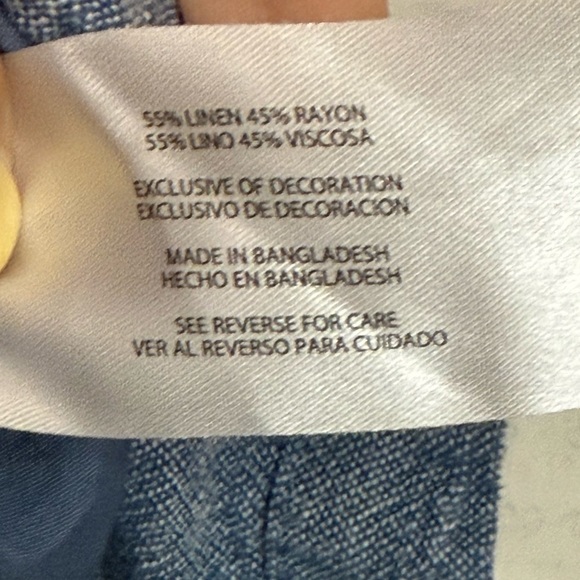 55% LINEN 45% RAYON
55% LINO 45% VISCOSA
EXCLUSIVE OF DECORATION
EXCLUSIVO DE DECORACION
MADE IN BANGLADESH
HECHO EN BANGLADESH
SEE REVERSE FOR CARE
VER AL REVERSO PARA CUIDADO